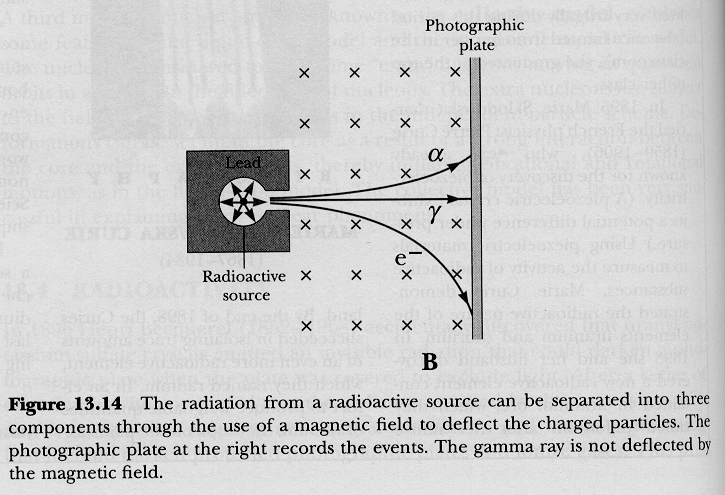 Photographic
plate
Lead
α
γ
e−
Radioactive
source
B
Figure 13.14 The radiation from a radioactive source can be separated into three
components through the use of a magnetic field to deflect the charged particles. The
photographic plate at the right records the events. The gamma ray is not deflected by
the magnetic field.